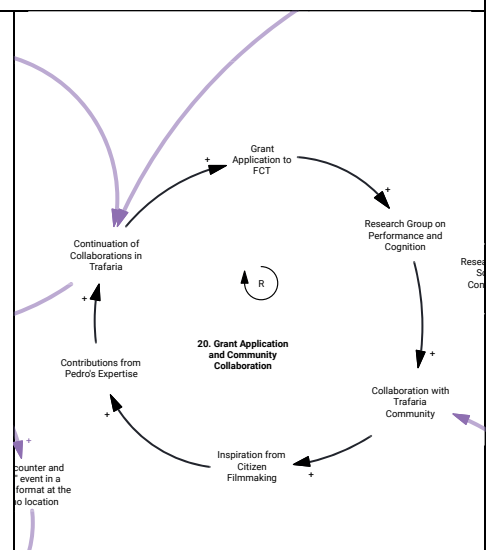 +
Grant
Application to
FCT
+
Research Group on
Performance and
Cognition
Continuation of
Collaborations in
Trafaria
R
+
20. Grant Application
and Community
Collaboration
+
Contributions from
Pedro's Expertise
Collaboration with
Trafaria
Community
+
Inspiration from
Citizen
Filmmaking
+
+
counter and
event in a
format at the
location